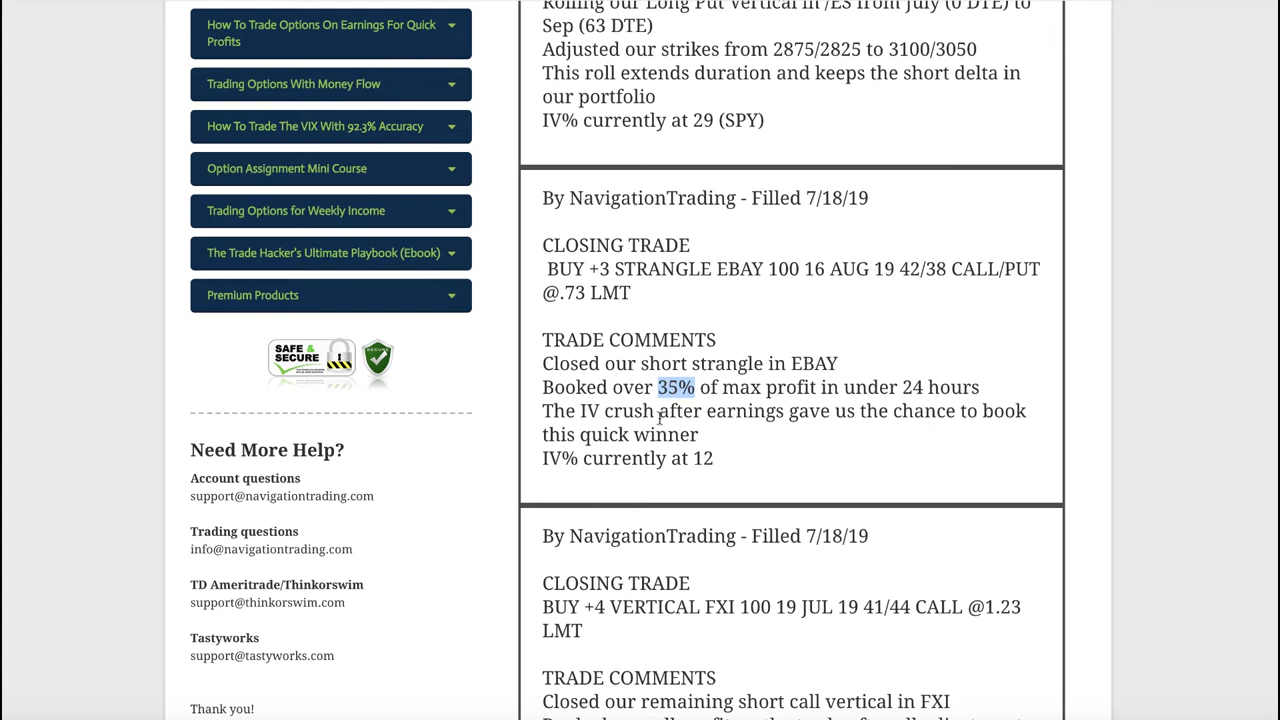 How To Trade Options On Earnings For Quick
Profits
Trading Options With Money Flow
How To Trade The VIX With 92.3% Accuracy
Option Assignment Mini Course
Trading Options for Weekly Income
The Trade Hacker's Ultimate Playbook (Ebook)
Premium Products
SAFE &
SECURE
SECURE
Need More Help?
Account questions
support@navigationtrading.com
Trading questions
info@navigationtrading.com
TD Ameritrade/Thinkorswim
support@thinkorswim.com
Tastyworks
support@tastyworks.com
Thank you!
Rolling our Long Put Vertical in /ES from July (0 DTE) to
Sep (63 DTE)
Adjusted our strikes from 2875/2825 to 3100/3050
This roll extends duration and keeps the short delta in
our portfolio
IV% currently at 29 (SPY)
By NavigationTrading - Filled 7/18/19
CLOSING TRADE
BUY +3 STRANGLE EBAY 100 16 AUG 19 42/38 CALL/PUT
@.73 LMT
TRADE COMMENTS
Closed our short strangle in EBAY
Booked over 35% of max profit in under 24 hours
The IV crush after earnings gave us the chance to book
this quick winner
IV% currently at 12
By NavigationTrading - Filled 7/18/19
CLOSING TRADE
BUY +4 VERTICAL FXI 100 19 JUL 19 41/44 CALL @1.23
LMT
TRADE COMMENTS
Closed our remaining short call vertical in FXI